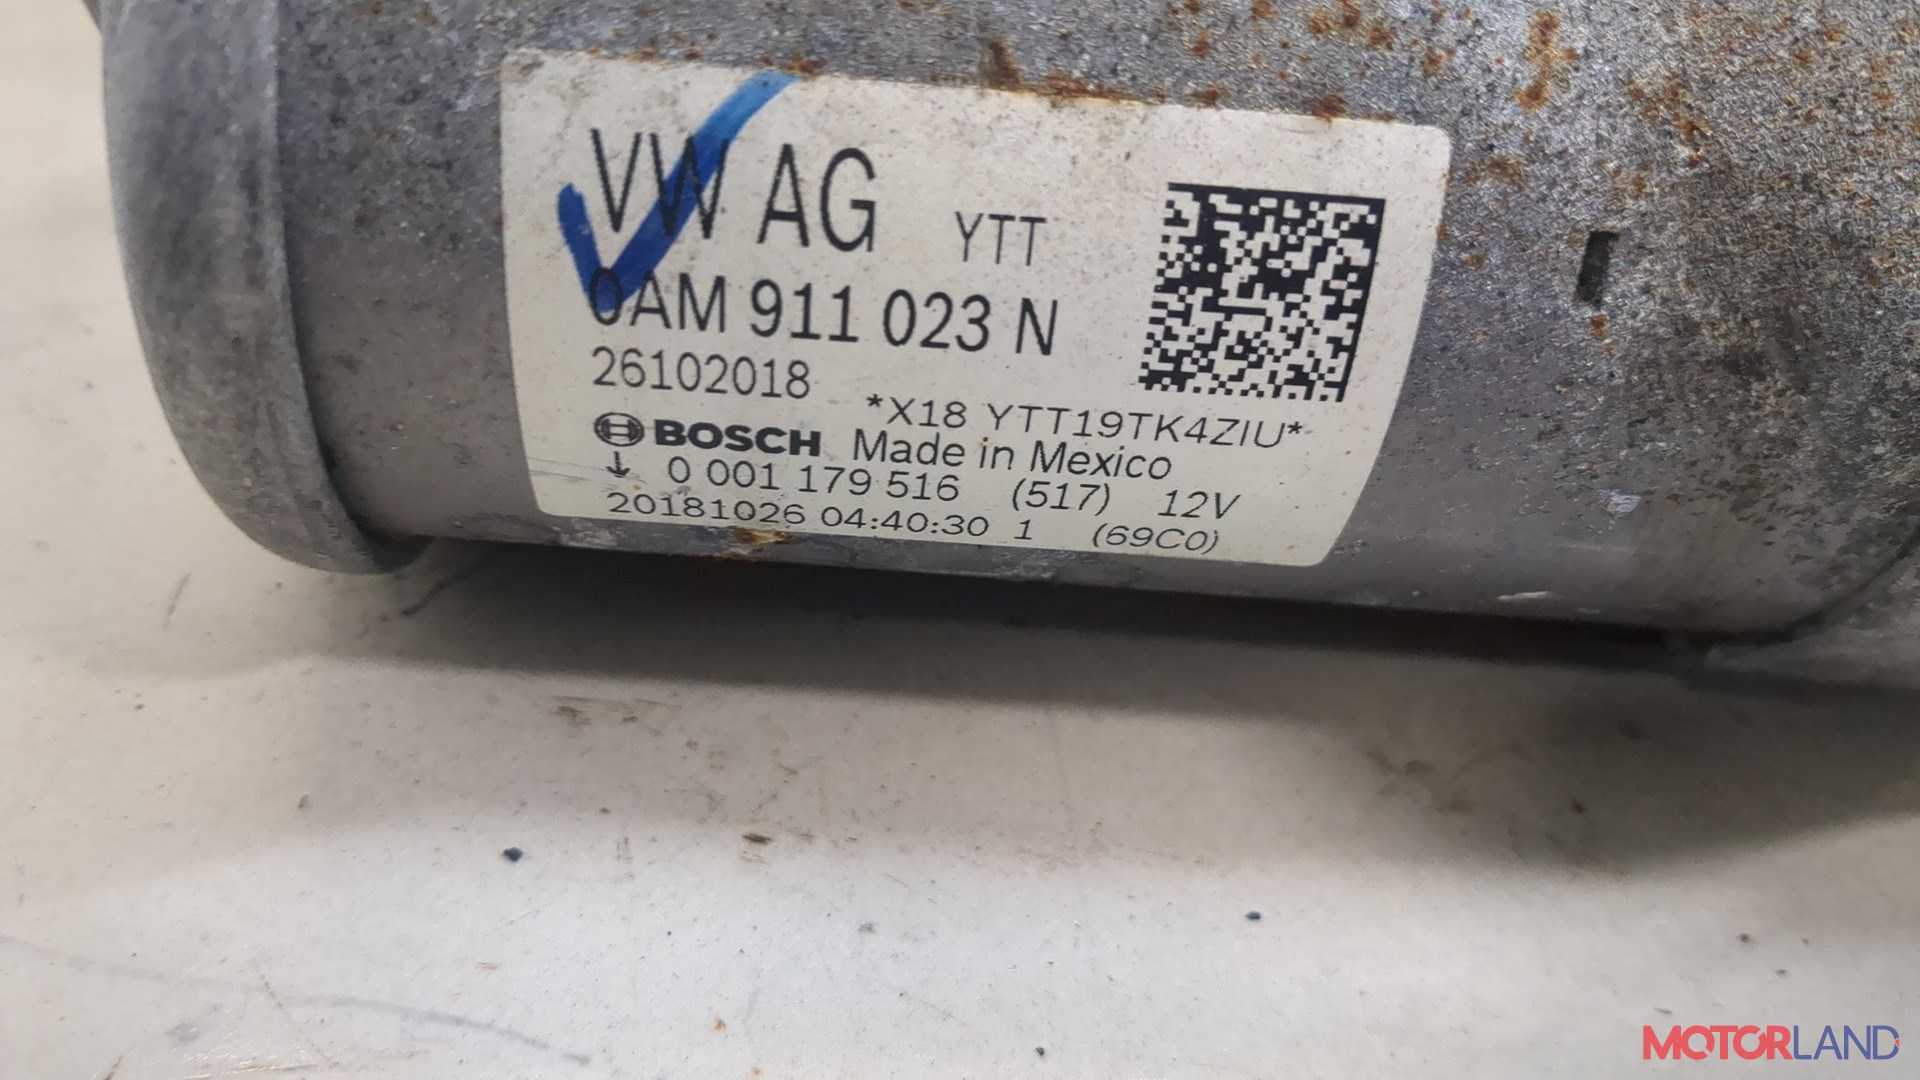 VW AG YTT
0AM 911 023 N
26102018
*X18 YTT19TK4ZIU*
BOSCH Made in Mexico
↓ 0 001 179 516 (517) 12V
20181026 04:40:30 1 (69C0)
MOTORLAND